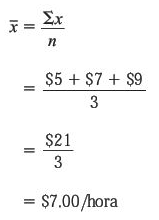 x̄ = Σx / n
= $5 + $7 + $9 / 3
= $21 / 3
= $7.00/hora